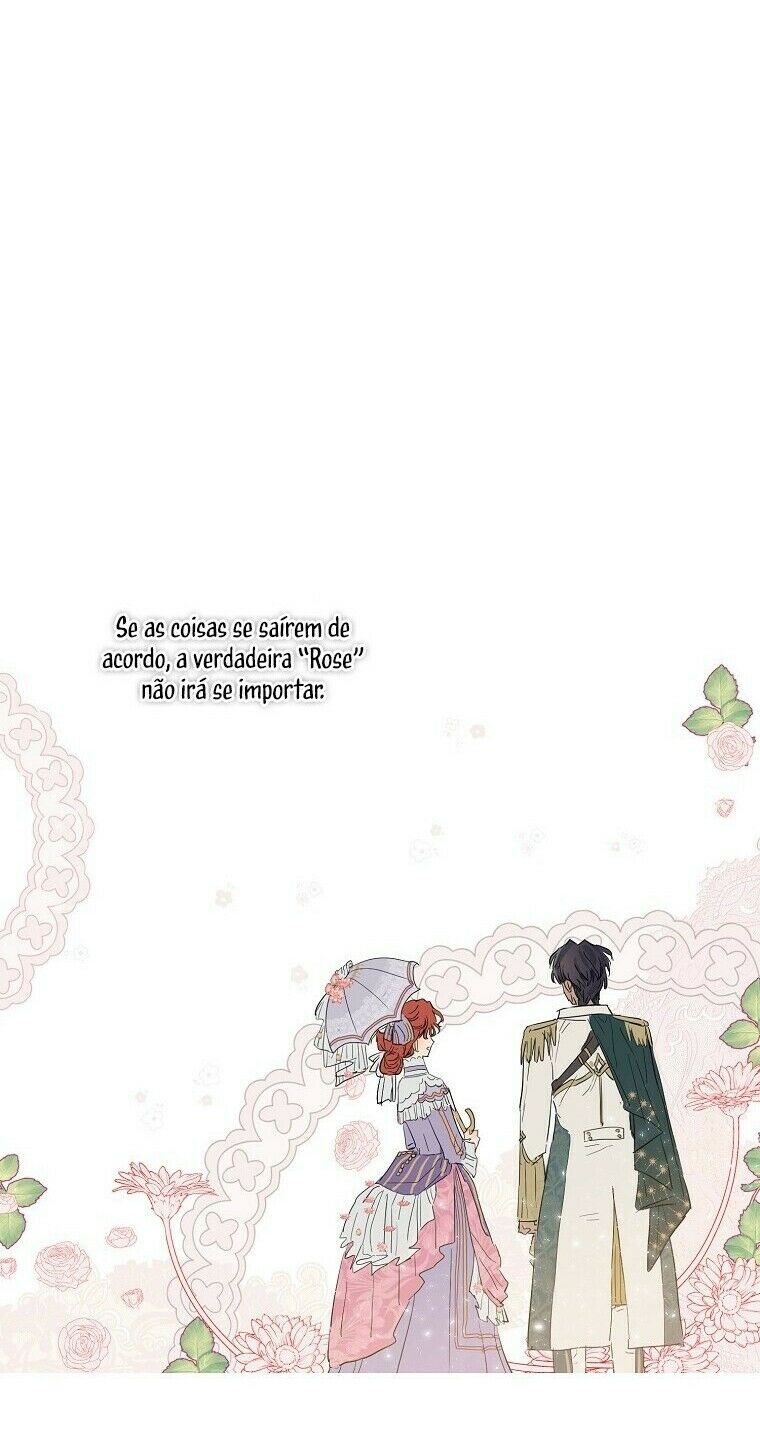 Se as coisas se saírem de
acordo, a verdadeira “Rose”
não irá se importar.